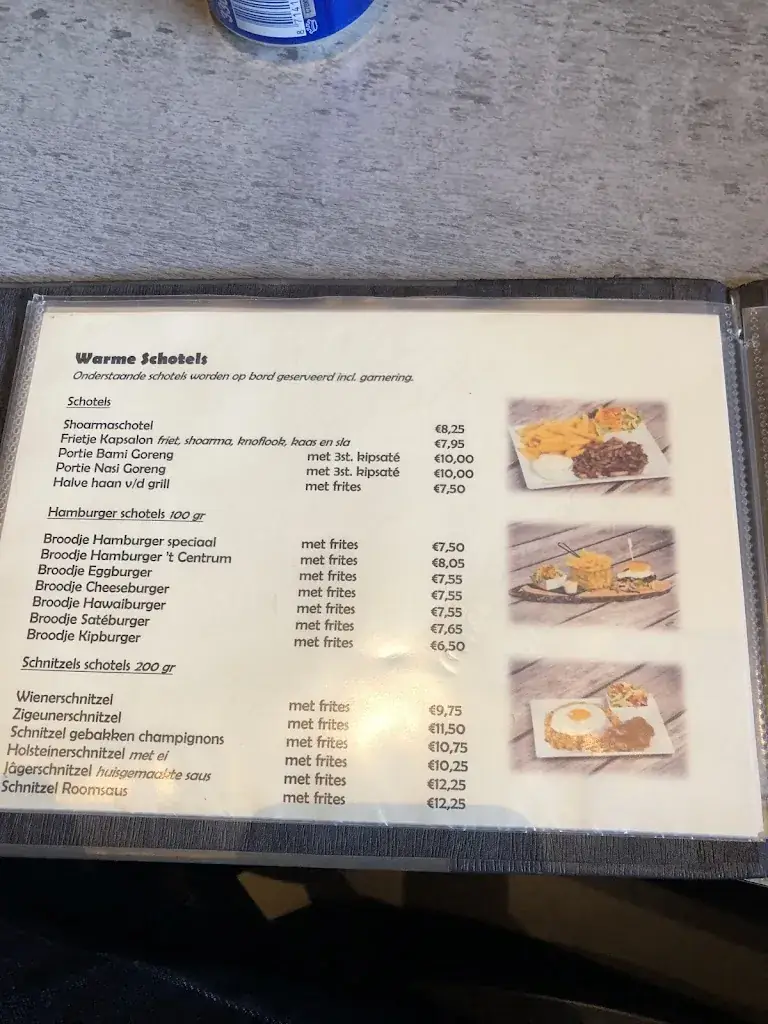 8 7141
Warme Schotels
Onderstaande schotels worden op bord geserveerd incl. garnering.
Schotels
Shoarmaschotel €8,25
Frietje Kapsalon friet, shoarma, knoflook, kaas en sla €7,95
Portie Bami Goreng met 3st. kipsaté €10,00
Portie Nasi Goreng met 3st. kipsaté €10,00
Halve haan v/d grill met frites €7,50
Hamburger schotels 100 gr
Broodje Hamburger speciaal met frites €7,50
Broodje Hamburger 't Centrum met frites €8,05
Broodje Eggburger met frites €7,55
Broodje Cheeseburger met frites €7,55
Broodje Hawaiburger met frites €7,55
Broodje Satéburger met frites €7,65
Broodje Kipburger met frites €6,50
Schnitzels schotels 200 gr
Wienerschnitzel met frites €9,75
Zigeunerschnitzel met frites €11,50
Schnitzel gebakken champignons met frites €10,75
Holsteinerschnitzel met ei met frites €10,25
Jägerschnitzel huisgemaakte saus met frites €12,25
Schnitzel Roomsaus met frites €12,25